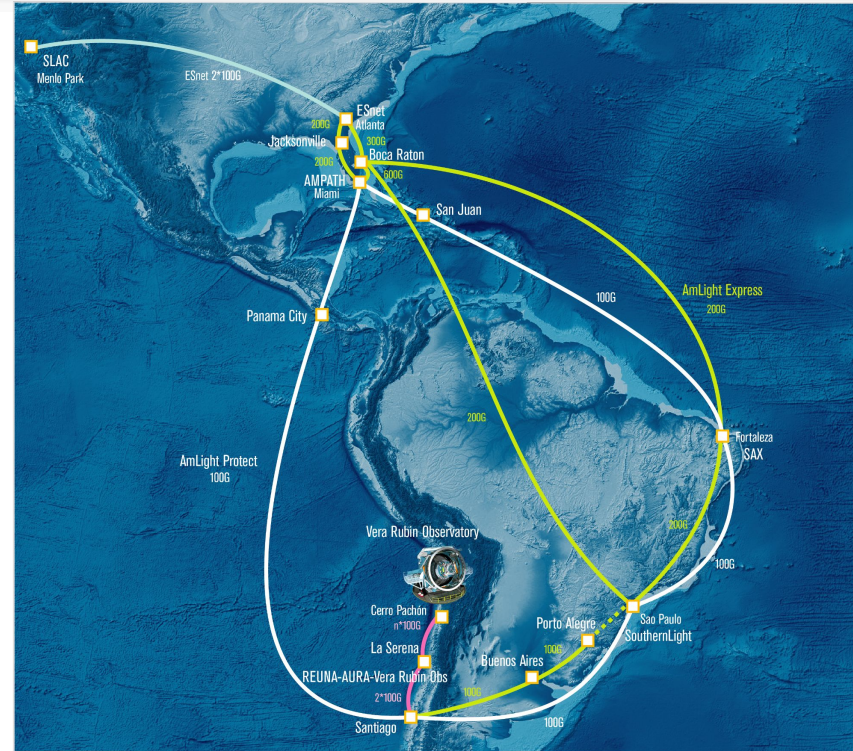 SLAC
Menlo Park
ESnet 2*100G
ESnet
Atlanta
200G
Jacksonville
300G
Boca Raton
200G
600G
AMPATH
Miami
San Juan
AmLight Express
200G
100G
Panama City
200G
Fortaleza
SAX
AmLight Protect
100G
200G
Vera Rubin Observatory
100G
Cerro Pachón
n*100G
Porto Alegre
Sao Paulo
SouthernLight
La Serena
100G
Buenos Aires
REUNA-AURA-Vera Rubin Obs
2*100G
100G
100G
Santiago